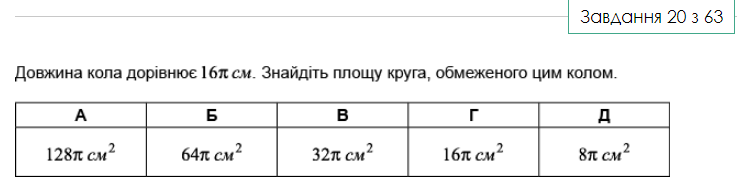 Завдання 20 з 63
Довжина кола дорівнює 16π см. Знайдіть площу круга, обмеженого цим колом.
А Б В Г Д
128π см² 64π см² 32π см² 16π см² 8π см²